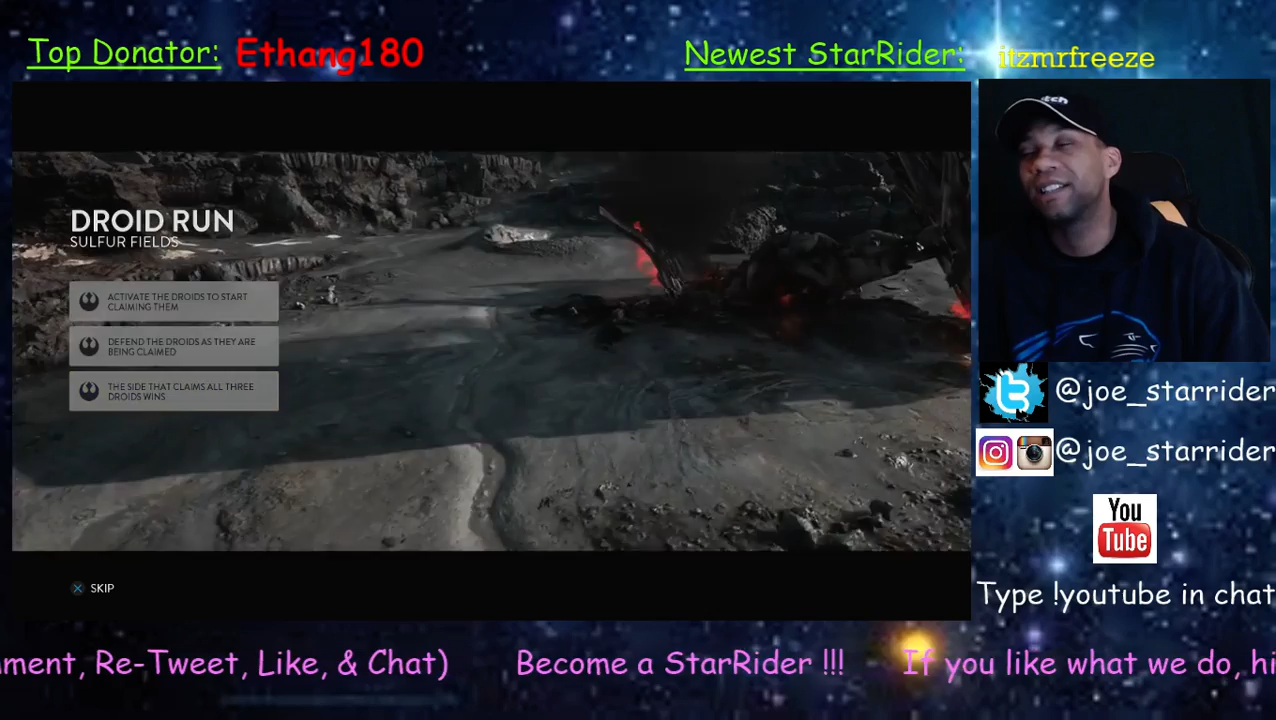 Top Donator: Ethang180
Newest StarRider: itzmrfreeze
tch
DROID RUN
SULFUR FIELDS
ACTIVATE THE DROIDS TO START
CLAIMING THEM
DEFEND THE DROIDS AS THEY ARE
BEING CLAIMED
THE SIDE THAT CLAIMS ALL THREE
DROIDS WINS
SKIP
@joe_starrider
@joe_starrider
You
Tube
Type !youtube in chat
mment, Re-Tweet, Like, & Chat) Become a StarRider !!! If you like what we do, hi